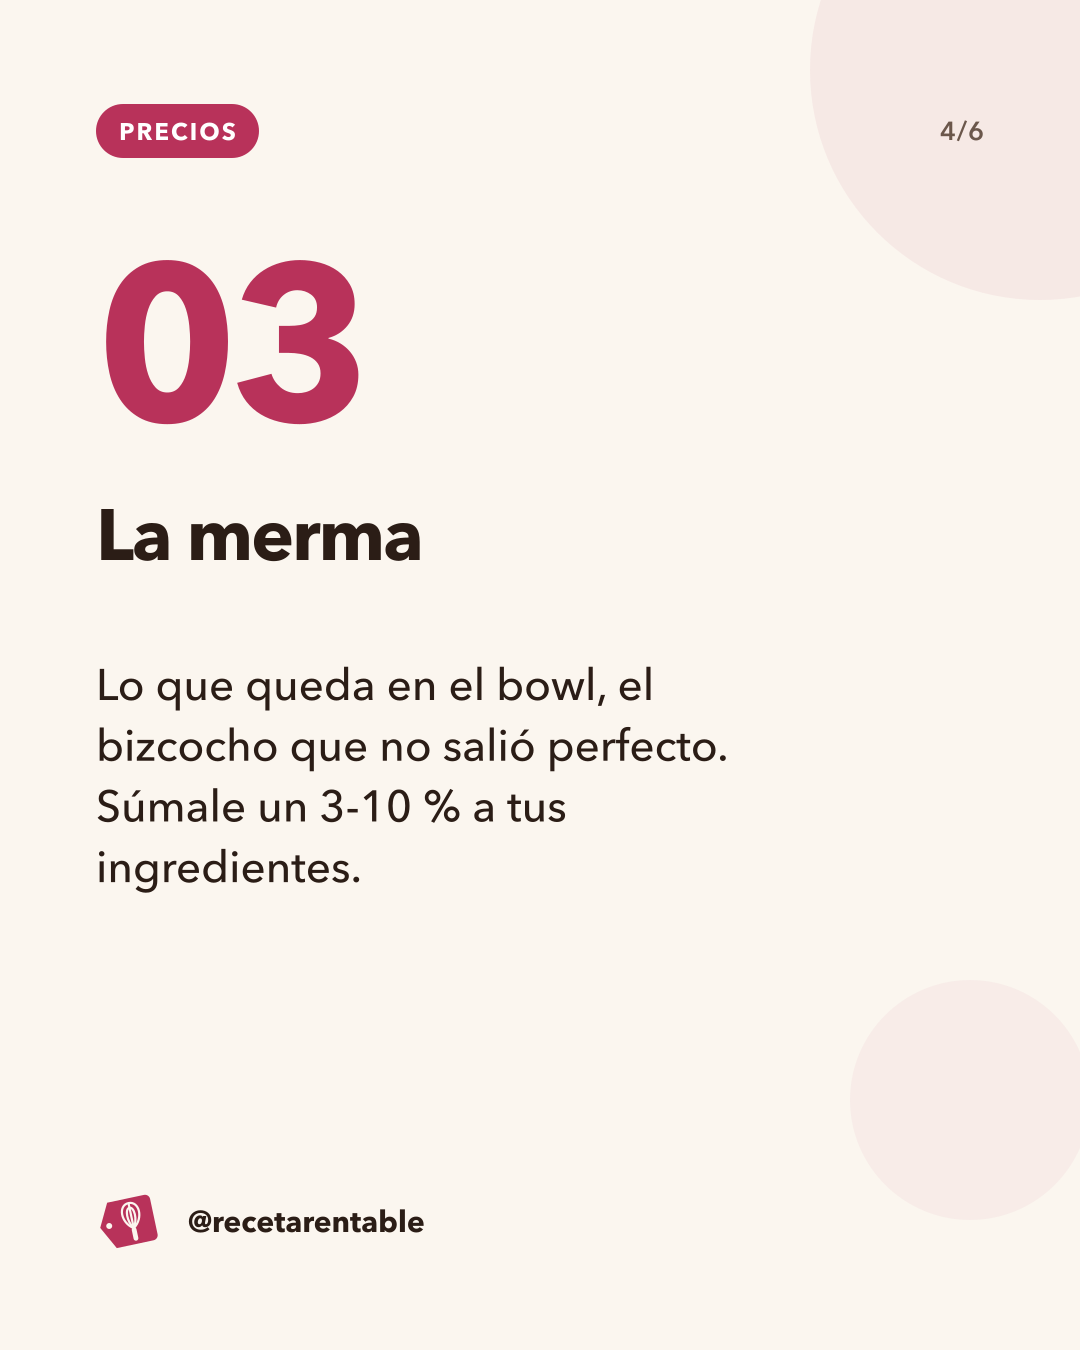 PRECIOS
4/6
03
La merma
Lo que queda en el bowl, el
bizcocho que no salió perfecto.
Súmale un 3-10 % a tus
ingredientes.
@recetarentable